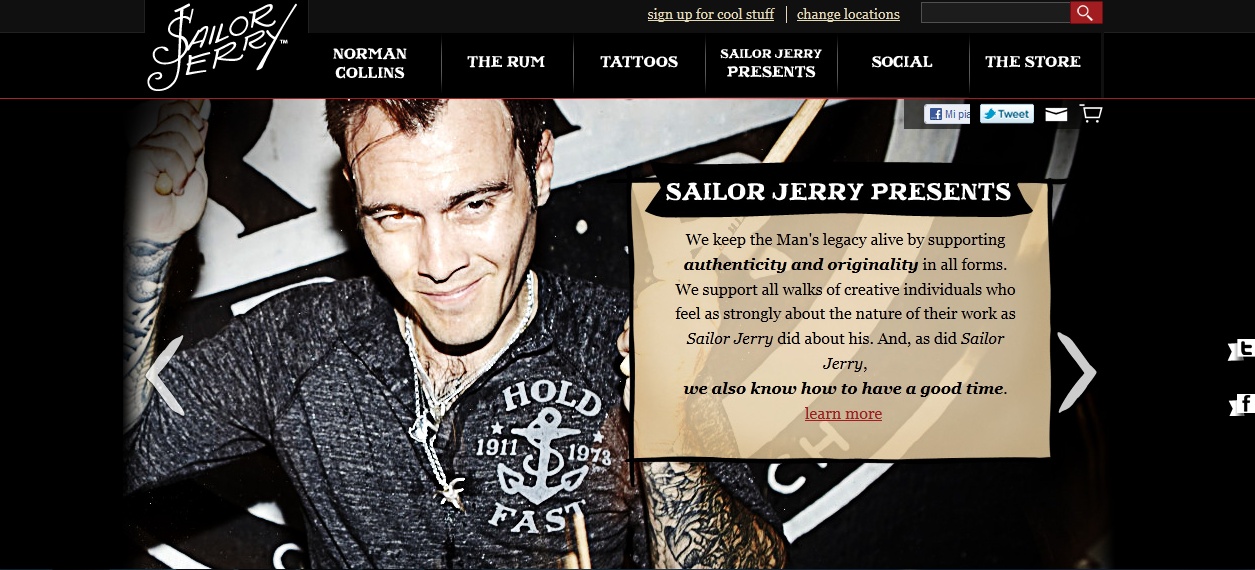 sign up for cool stuff
change locations
SAILOR
JERRY™
NORMAN
COLLINS
THE RUM
TATTOOS
SAILOR JERRY
PRESENTS
SOCIAL
THE STORE
Mi pia
Tweet
SAILOR JERRY PRESENTS
We keep the Man's legacy alive by supporting
authenticity and originality in all forms.
We support all walks of creative individuals who
feel as strongly about the nature of their work as
Sailor Jerry did about his. And, as did Sailor
Jerry,
we also know how to have a good time.
learn more
HOLD
1911 1973
FAST
CH